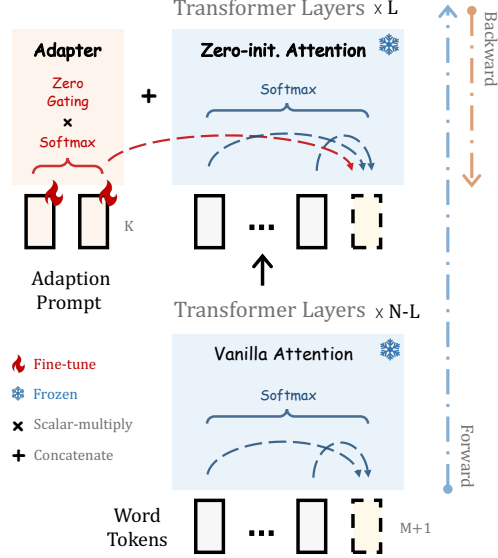 Transformer Layers x L
Adapter
Zero-init. Attention
Zero
Gating
×
Softmax
+
Softmax
...
K
Adaption
Prompt
Transformer Layers x N-L
Vanilla Attention
Softmax
Fine-tune
Frozen
× Scalar-multiply
+ Concatenate
Word
Tokens
...
M+1
Backward
Forward